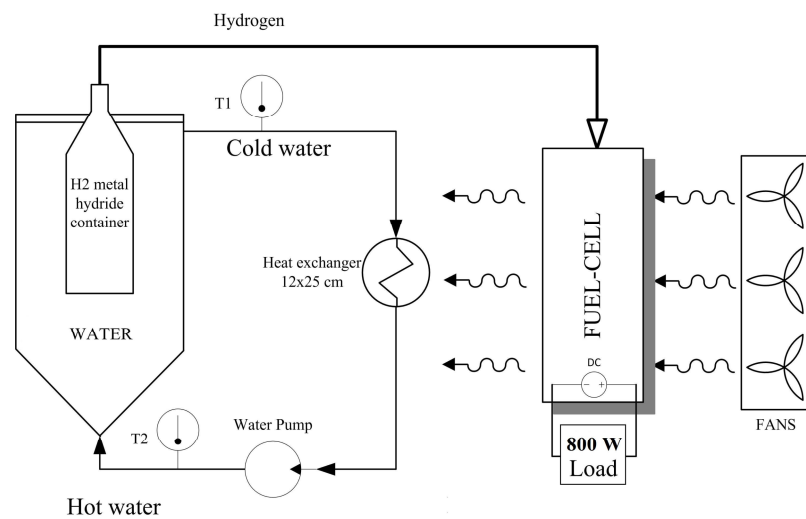 Hydrogen
T1
Cold water
H2 metal
hydride
container
Heat exchanger
12x25 cm
WATER
FUEL-CELL
DC
- +
T2
Water Pump
800 W
Load
FANS
Hot water